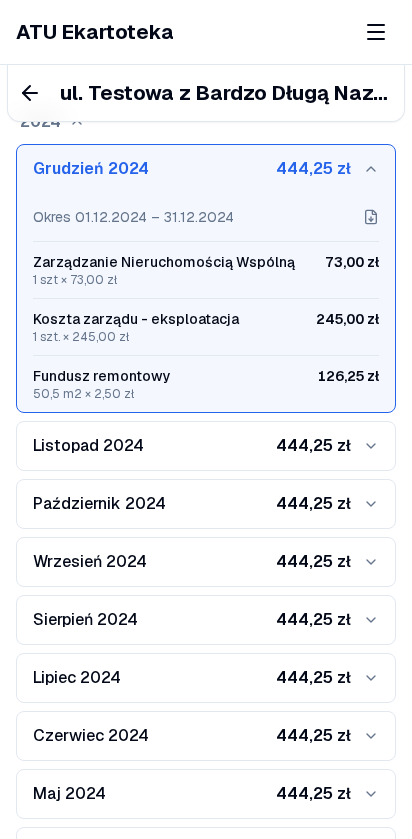 ATU Ekartoteka
ul. Testowa z Bardzo Długą Naz...
2024
Grudzień 2024 444,25 zł
Okres 01.12.2024 – 31.12.2024
Zarządzanie Nieruchomością Wspólną 73,00 zł
1 szt × 73,00 zł
Koszta zarządu - eksploatacja 245,00 zł
1 szt. × 245,00 zł
Fundusz remontowy 126,25 zł
50,5 m2 × 2,50 zł
Listopad 2024 444,25 zł
Październik 2024 444,25 zł
Wrzesień 2024 444,25 zł
Sierpień 2024 444,25 zł
Lipiec 2024 444,25 zł
Czerwiec 2024 444,25 zł
Maj 2024 444,25 zł